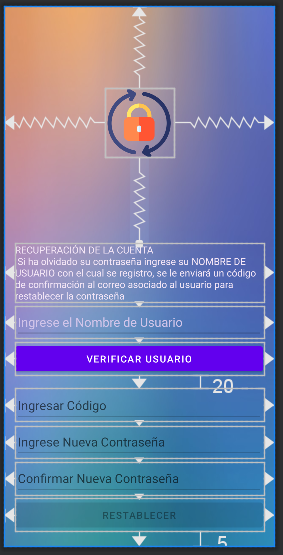 RECUPERACIÓN DE LA CUENTA
Si ha olvidado su contraseña ingrese su NOMBRE DE
USUARIO con el cual se registro, se le enviará un código
de confirmación al correo asociado al usuario para
restablecer la contraseña
Ingrese el Nombre de Usuario
VERIFICAR USUARIO
20
Ingresar Código
Ingrese Nueva Contraseña
Confirmar Nueva Contraseña
RESTABLECER
5